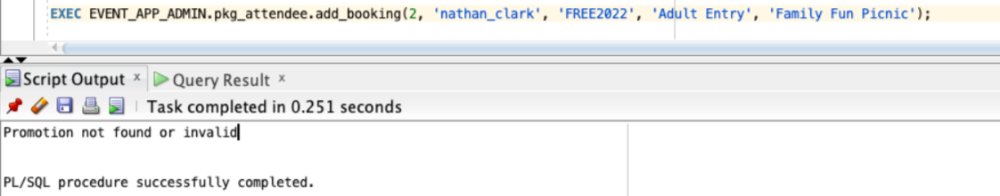 EXEC EVENT_APP_ADMIN.pkg_attendee.add_booking(2, 'nathan_clark', 'FREE2022', 'Adult Entry', 'Family Fun Picnic');
Script Output x Query Result x
Task completed in 0.251 seconds
Promotion not found or invalid
PL/SQL procedure successfully completed.